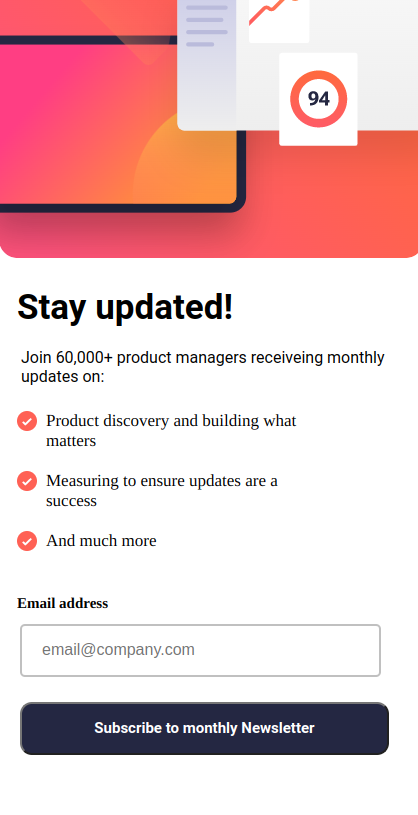 94
Stay updated!
Join 60,000+ product managers receiveing monthly
updates on:
Product discovery and building what
matters
Measuring to ensure updates are a
success
And much more
Email address
email@company.com
Subscribe to monthly Newsletter